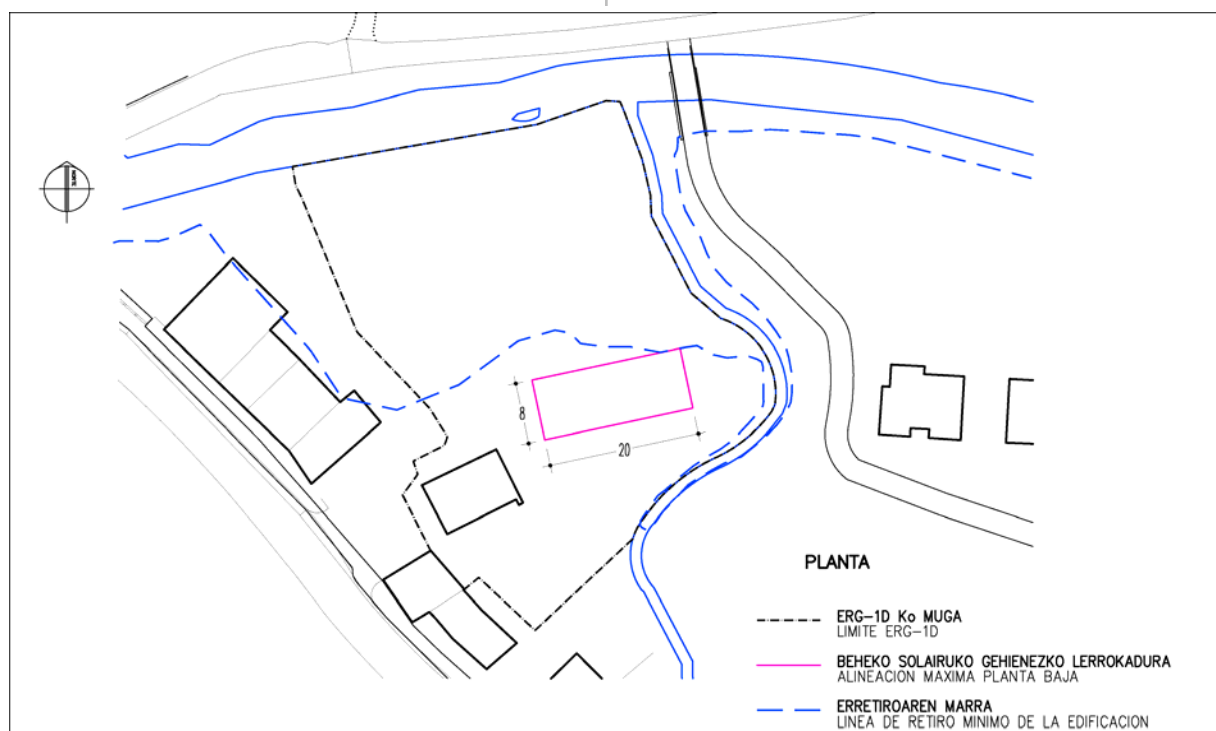 NORTE
8
20
PLANTA
ERG-1D Ko MUGA
LIMITE ERG-1D
BEHEKO SOLAIRUKO GEHIENEZKO LERROKADURA
ALINEACION MAXIMA PLANTA BAJA
ERRETIROAREN MARRA
LINEA DE RETIRO MINIMO DE LA EDIFICACION